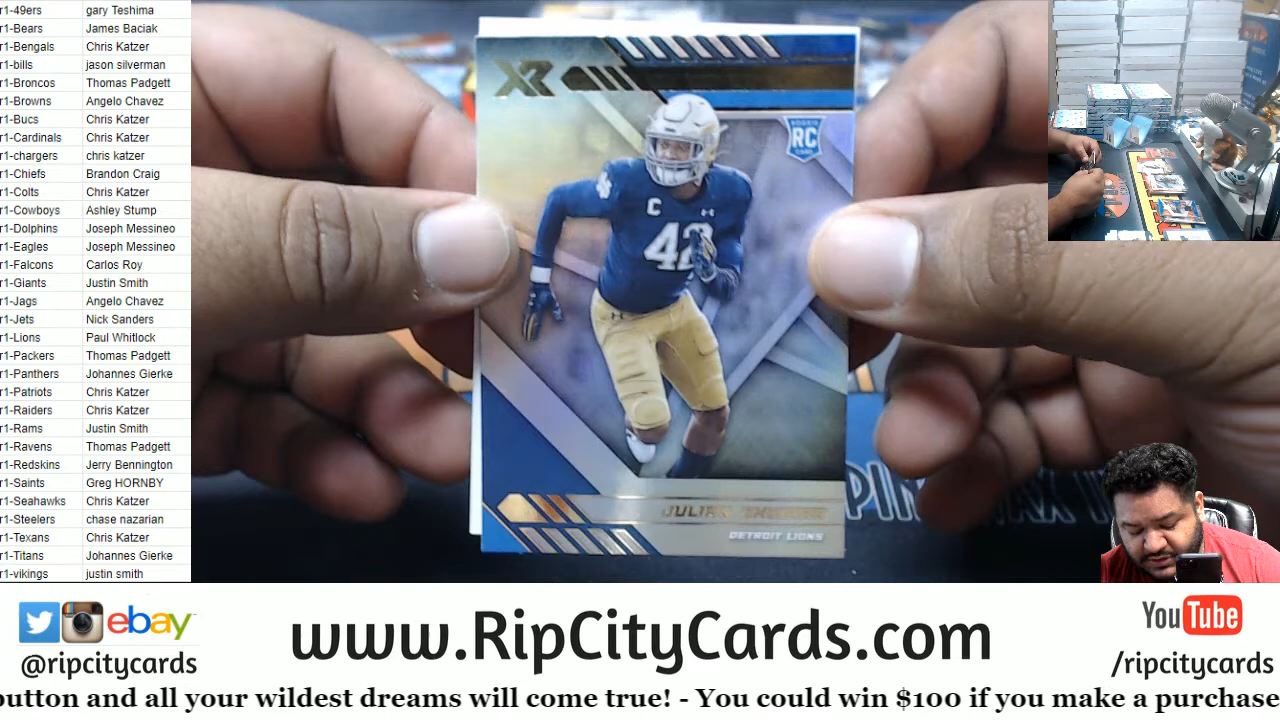 r1-49ers gary Teshima
r1-Bears James Baciak
r1-Bengals Chris Katzer
r1-bills jason silverman
r1-Broncos Thomas Padgett
r1-Browns Angelo Chavez
r1-Bucs Chris Katzer
r1-Cardinals Chris Katzer
r1-chargers chris katzer
r1-Chiefs Brandon Craig
r1-Colts Chris Katzer
r1-Cowboys Ashley Stump
r1-Dolphins Joseph Messineo
r1-Eagles Joseph Messineo
r1-Falcons Carlos Roy
r1-Giants Justin Smith
r1-Jags Angelo Chavez
r1-Jets Nick Sanders
r1-Lions Paul Whitlock
r1-Packers Thomas Padgett
r1-Panthers Johannes Gierke
r1-Patriots Chris Katzer
r1-Raiders Chris Katzer
r1-Rams Justin Smith
r1-Ravens Thomas Padgett
r1-Redskins Jerry Bennington
r1-Saints Greg HORNBY
r1-Seahawks Chris Katzer
r1-Steelers chase nazarian
r1-Texans Chris Katzer
r1-Titans Johannes Gierke
r1-vikings justin smith
XR
ROOKIE
RC
CARD
C
42
JULIAN
DETROIT LIONS
ebay
@ripcitycards
www.RipCityCards.com
YouTube
/ripcitycards
button and all your wildest dreams will come true! - You could win $100 if you make a purchase